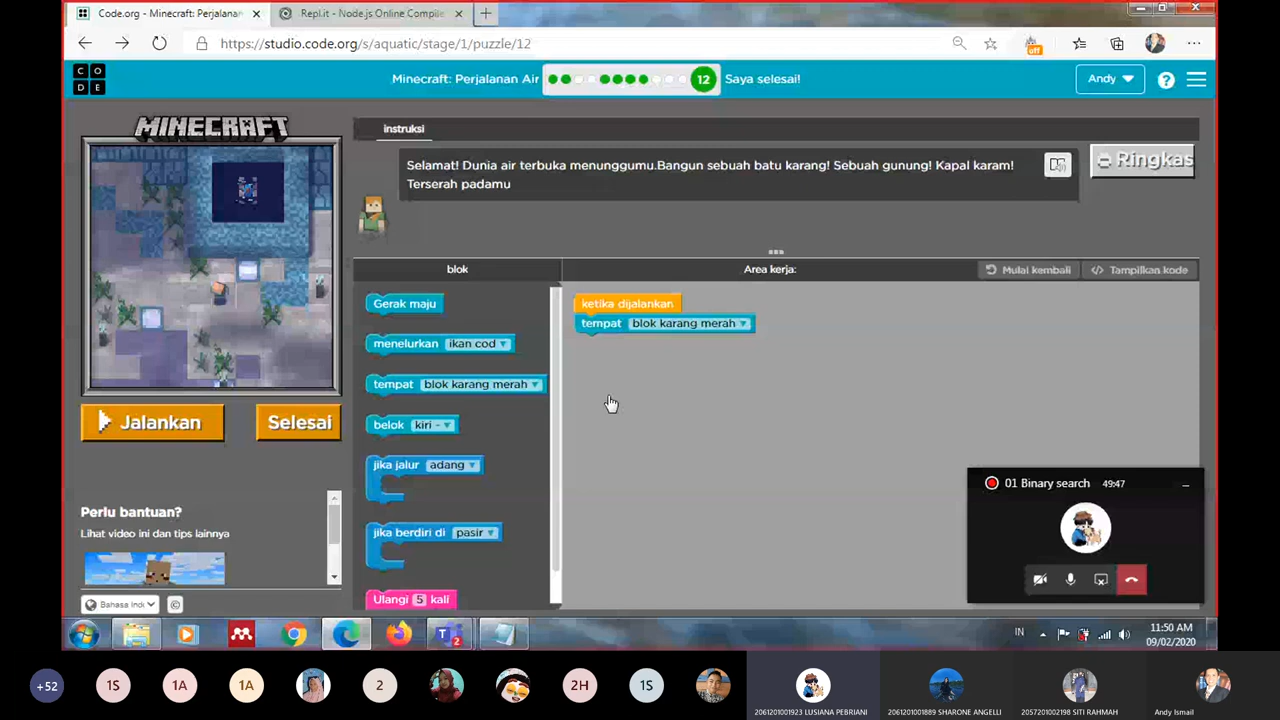 Code.org - Minecraft: Perjalanan
Repl.it - Node.js Online Compile
https://studio.code.org/s/aquatic/stage/1/puzzle/12
off
C O
D E
Minecraft: Perjalanan Air
12
Saya selesai!
Andy
?
MINECRAFT
instruksi
Selamat! Dunia air terbuka menunggumu.Bangun sebuah batu karang! Sebuah gunung! Kapal karam!
Terserah padamu
Ringkas
blok
Area kerja:
Mulai kembali
Tampilkan kode
Gerak maju
menelurkan ikan cod
tempat blok karang merah
belok kiri -
jika jalur adang
jika berdiri di pasir
Ulangi 5 kali
ketika dijalankan
tempat blok karang merah
Jalankan
Selesai
Perlu bantuan?
Lihat video ini dan tips lainnya
Bahasa Ind
©
01 Binary search 49:47
2
IN
11:50 AM
09/02/2020
+52
1S
1A
1A
2
2H
1S
2061201001923 LUSIANA PEBRIANI
2061201001889 SHARONE ANGELLI
2057201002198 SITI RAHMAH
Andy Ismail